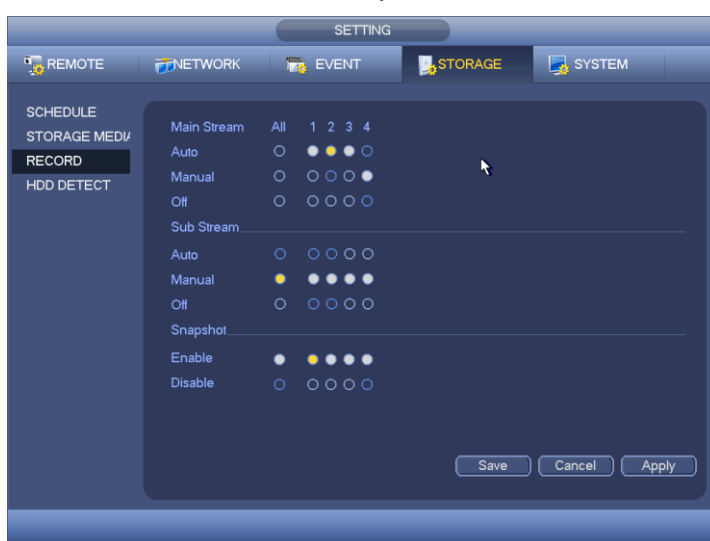 SETTING
REMOTE NETWORK EVENT STORAGE SYSTEM
SCHEDULE
STORAGE MEDIA
RECORD
HDD DETECT
Main Stream All 1 2 3 4
Auto
Manual
Off
Sub Stream
Auto
Manual
Off
Snapshot
Enable
Disable
Save Cancel Apply